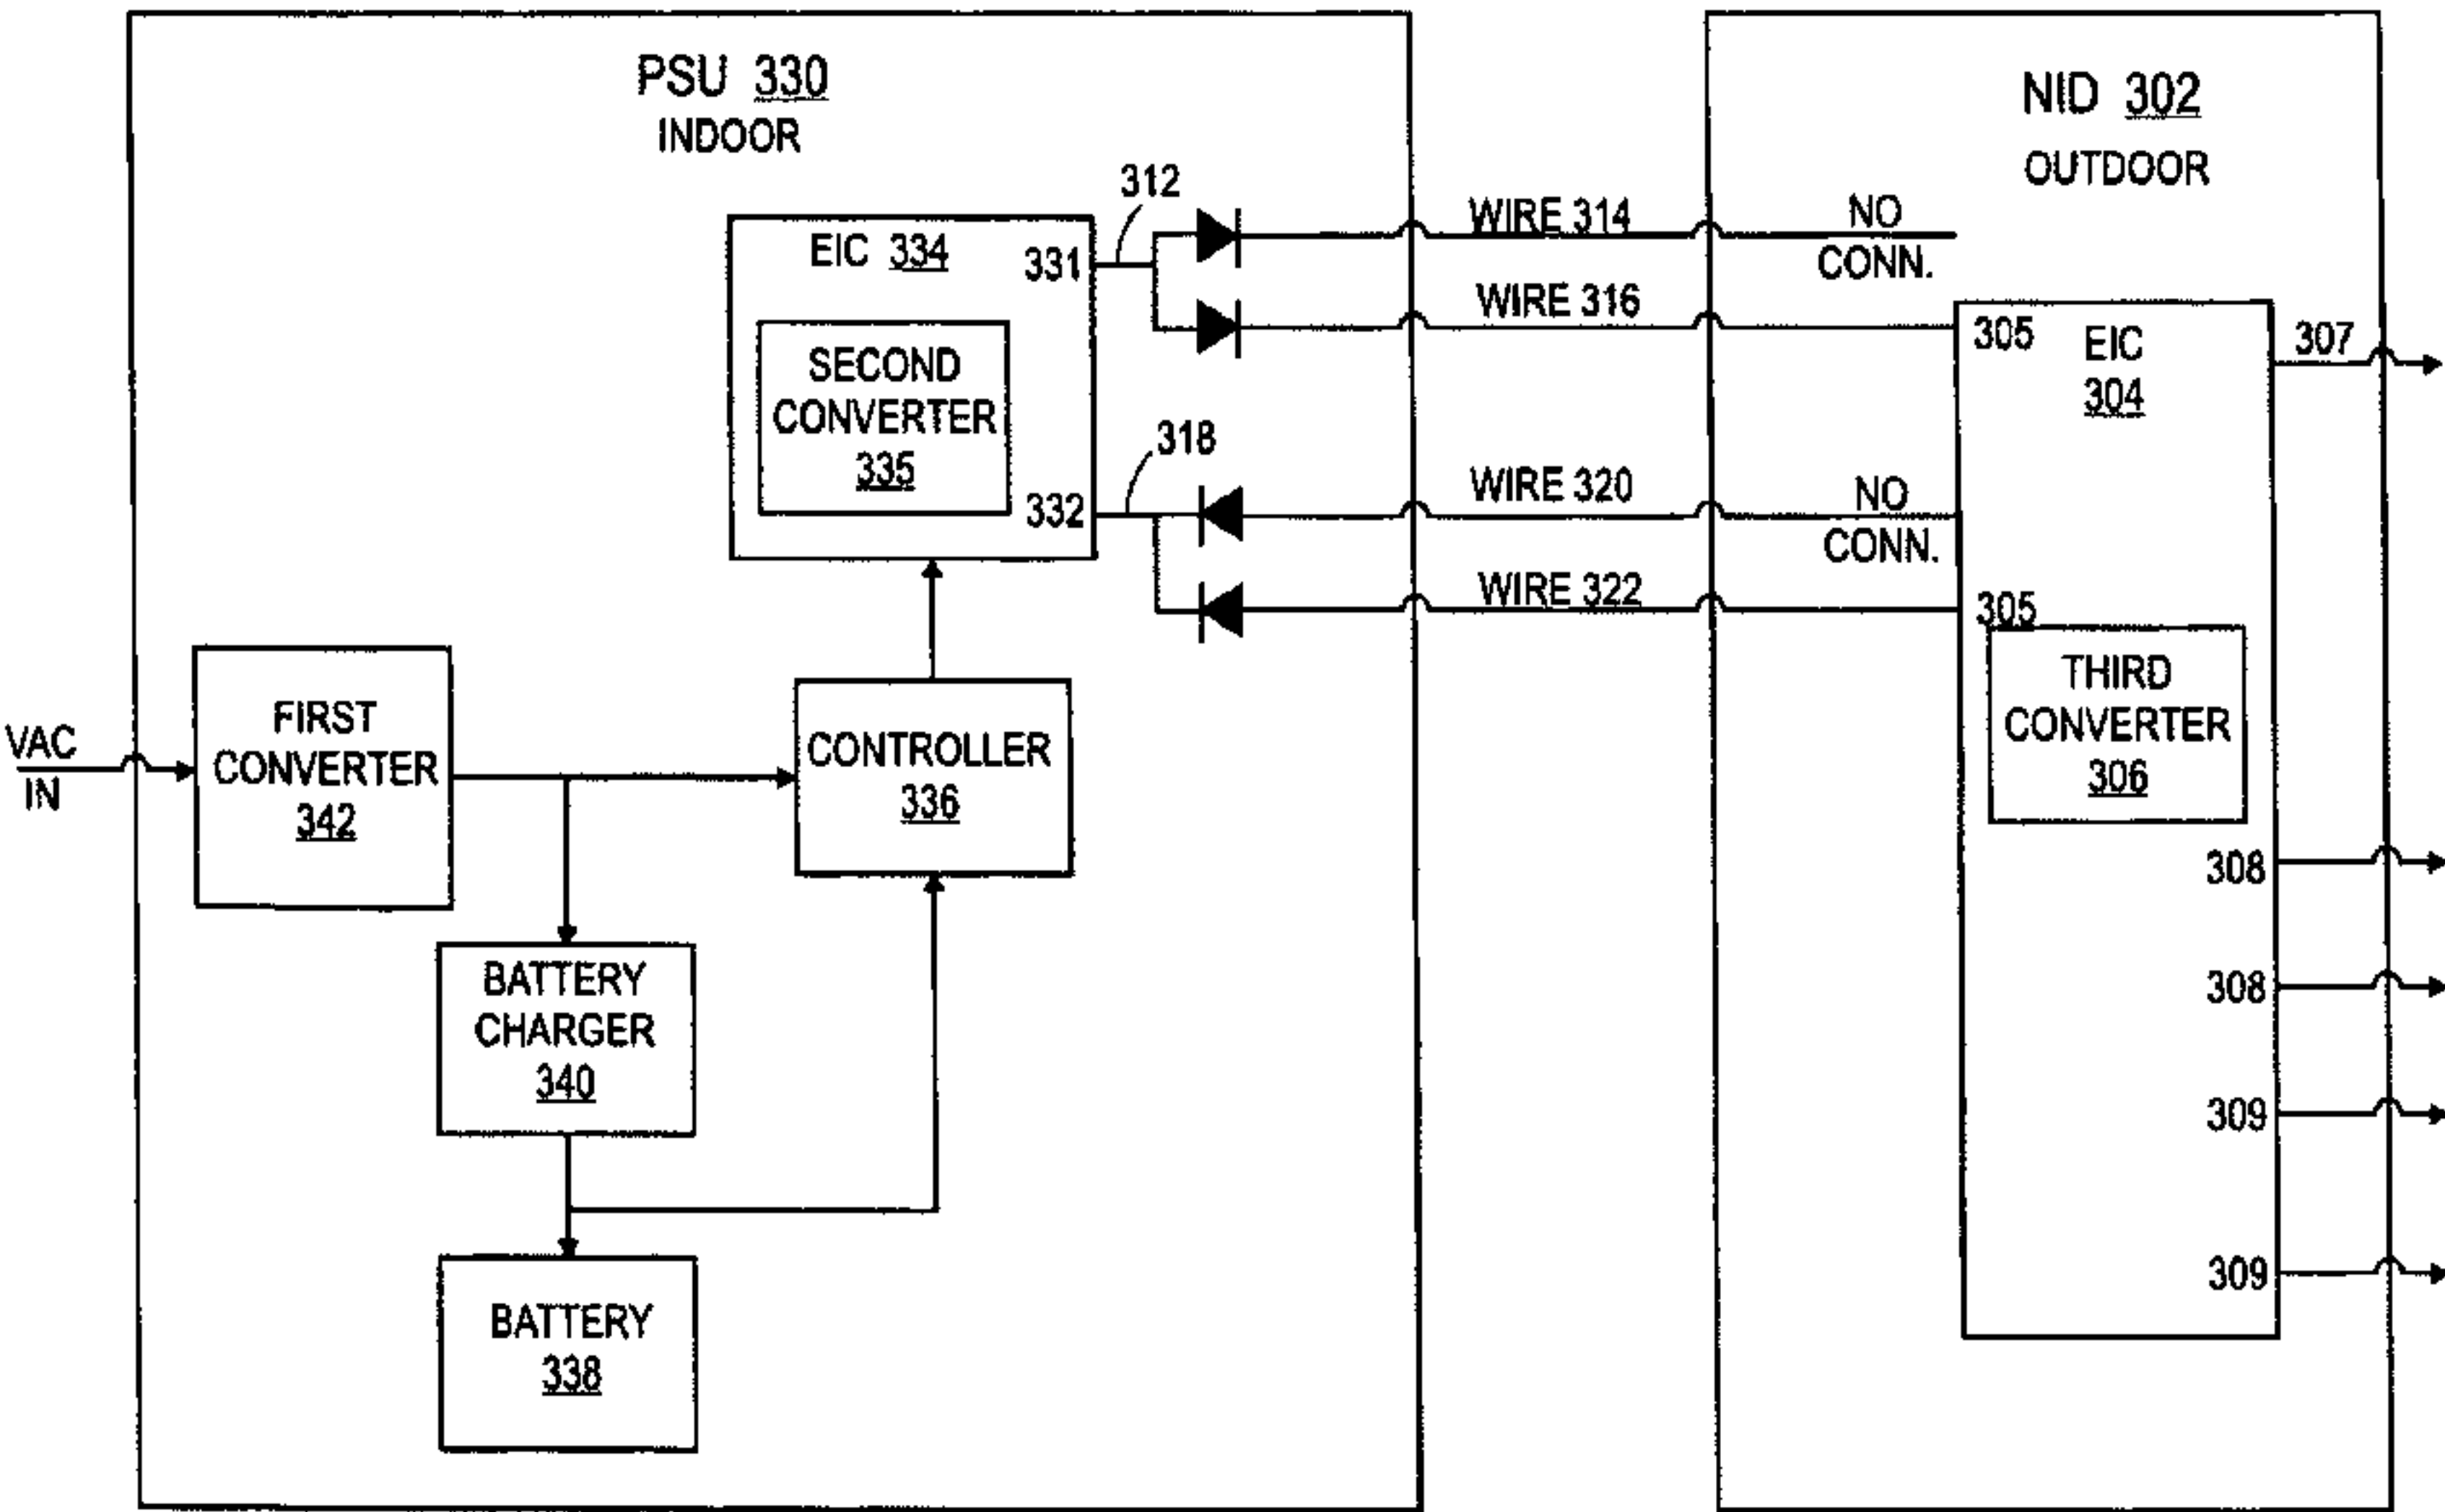 PSU 330
INDOOR
NID 302
OUTDOOR
312
WIRE 314
NO
CONN.
EIC 334
331
WIRE 316
305
EIC
304
307
SECOND
CONVERTER
335
318
332
WIRE 320
NO
CONN.
WIRE 322
305
THIRD
CONVERTER
306
VAC
IN
FIRST
CONVERTER
342
CONTROLLER
336
308
BATTERY
CHARGER
340
308
309
309
BATTERY
338